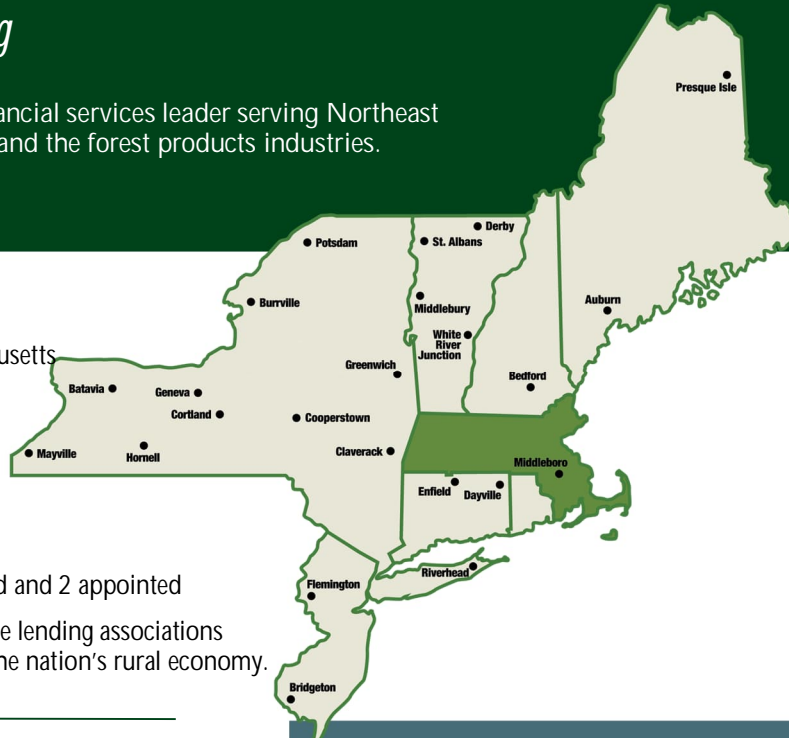 g
ancial services leader serving Northeast
and the forest products industries.
usetts
d and 2 appointed
e lending associations
he nation's rural economy.
Presque Isle
Derby
Potsdam
St. Albans
Burrville
Middlebury
Auburn
White
River
Junction
Greenwich
Bedford
Batavia
Geneva
Cortland
Cooperstown
Mayville
Hornell
Claverack
Middleboro
Enfield
Dayville
Riverhead
Flemington
Bridgeton